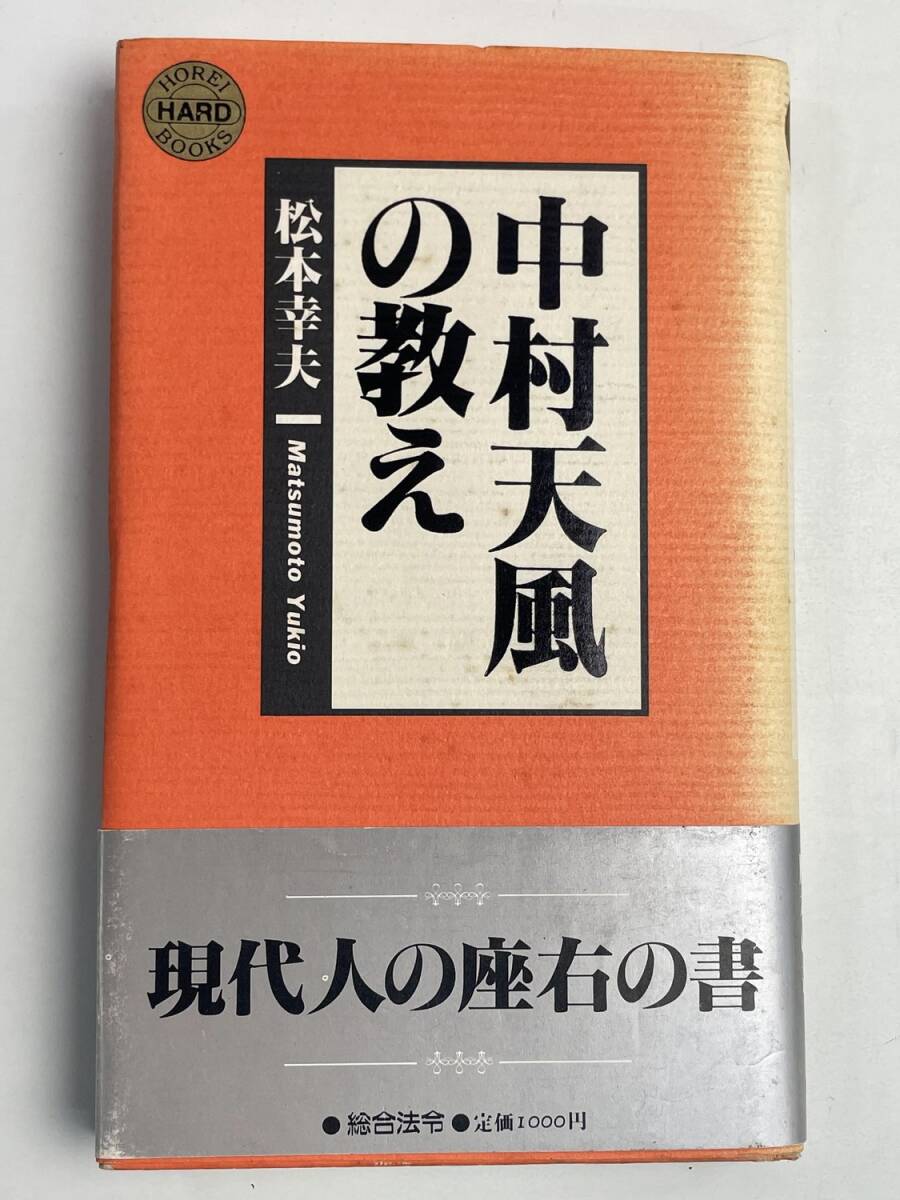 HOREI
HARD
BOOKS
中村天風
の教え
松本幸夫
Matsumoto Yukio
現代人の座右の書
●総合法令●定価1000円